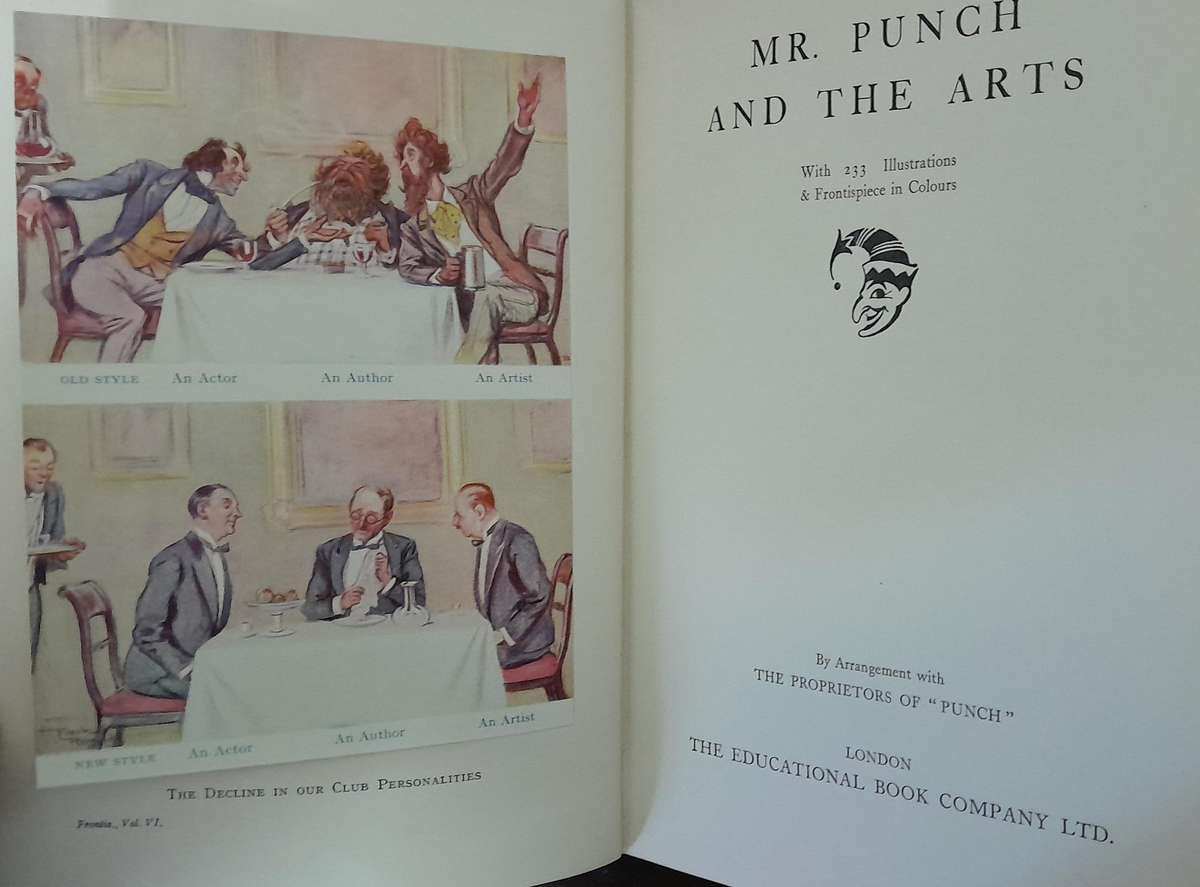 OLD STYLE An Actor An Author An Artist
NEW STYLE An Actor An Author An Artist
THE DECLINE IN OUR CLUB PERSONALITIES
Frontis., Vol. VI.
MR. PUNCH
AND THE ARTS
With 233 Illustrations
& Frontispiece in Colours
By Arrangement with
THE PROPRIETORS OF “PUNCH”
LONDON
THE EDUCATIONAL BOOK COMPANY LTD.